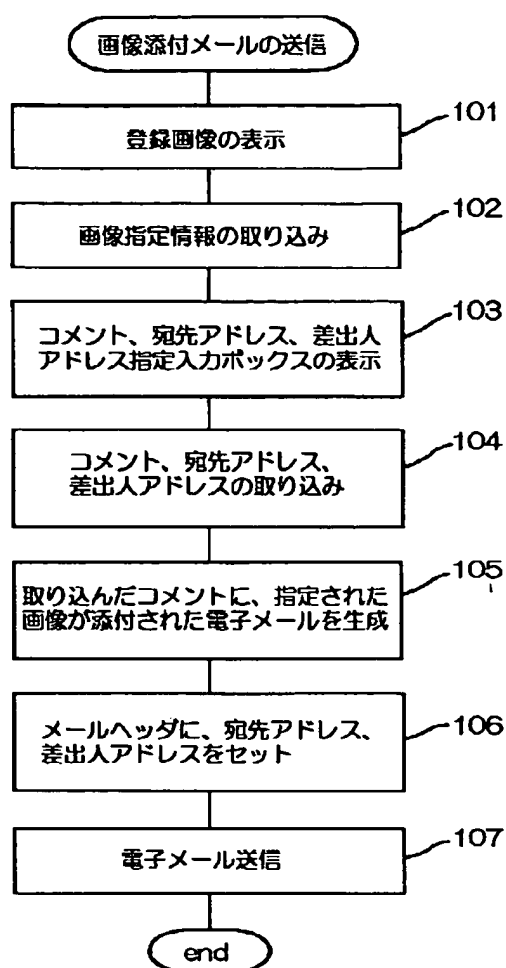 画像添付メールの送信
登録画像の表示
101
画像指定情報の取り込み
102
コメント、宛先アドレス、差出人
アドレス指定入力ボックスの表示
103
コメント、宛先アドレス、
差出人アドレスの取り込み
104
取り込んだコメントに、指定された
画像が添付された電子メールを生成
105
メールヘッダに、宛先アドレス、
差出人アドレスをセット
106
電子メール送信
107
end